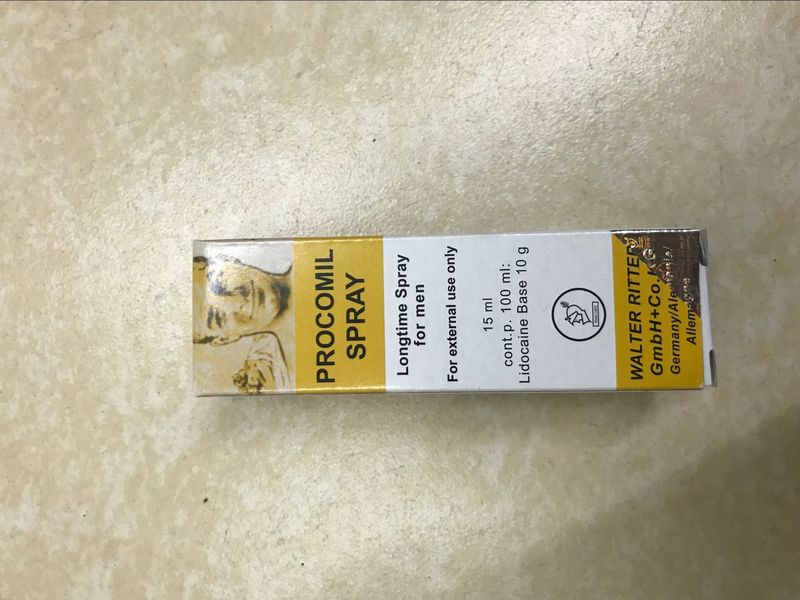 PROCOMIL
SPRAY
Longtime Spray
for men
For external use only
15 ml
cont.p. 100 ml:
Lidocaine Base 10 g
WALTER RITTER
GmbH+Co.
Germany/